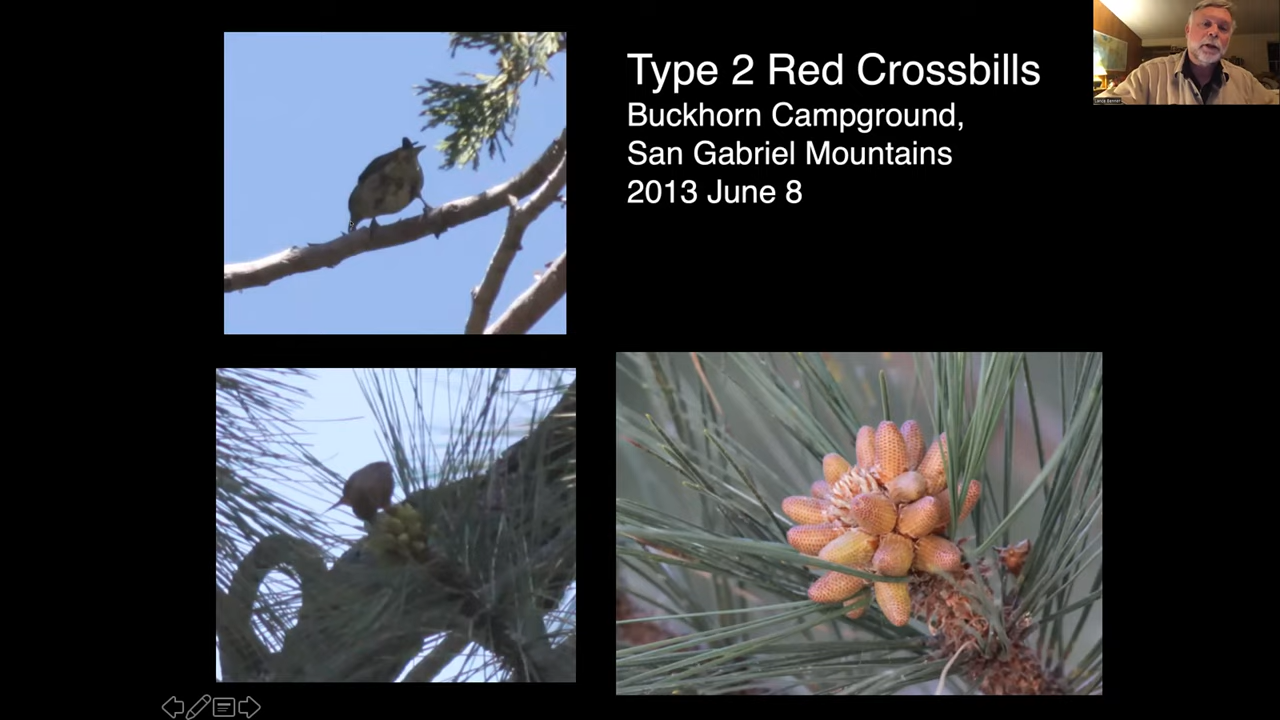 Type 2 Red Crossbills
Buckhorn Campground,
San Gabriel Mountains
2013 June 8